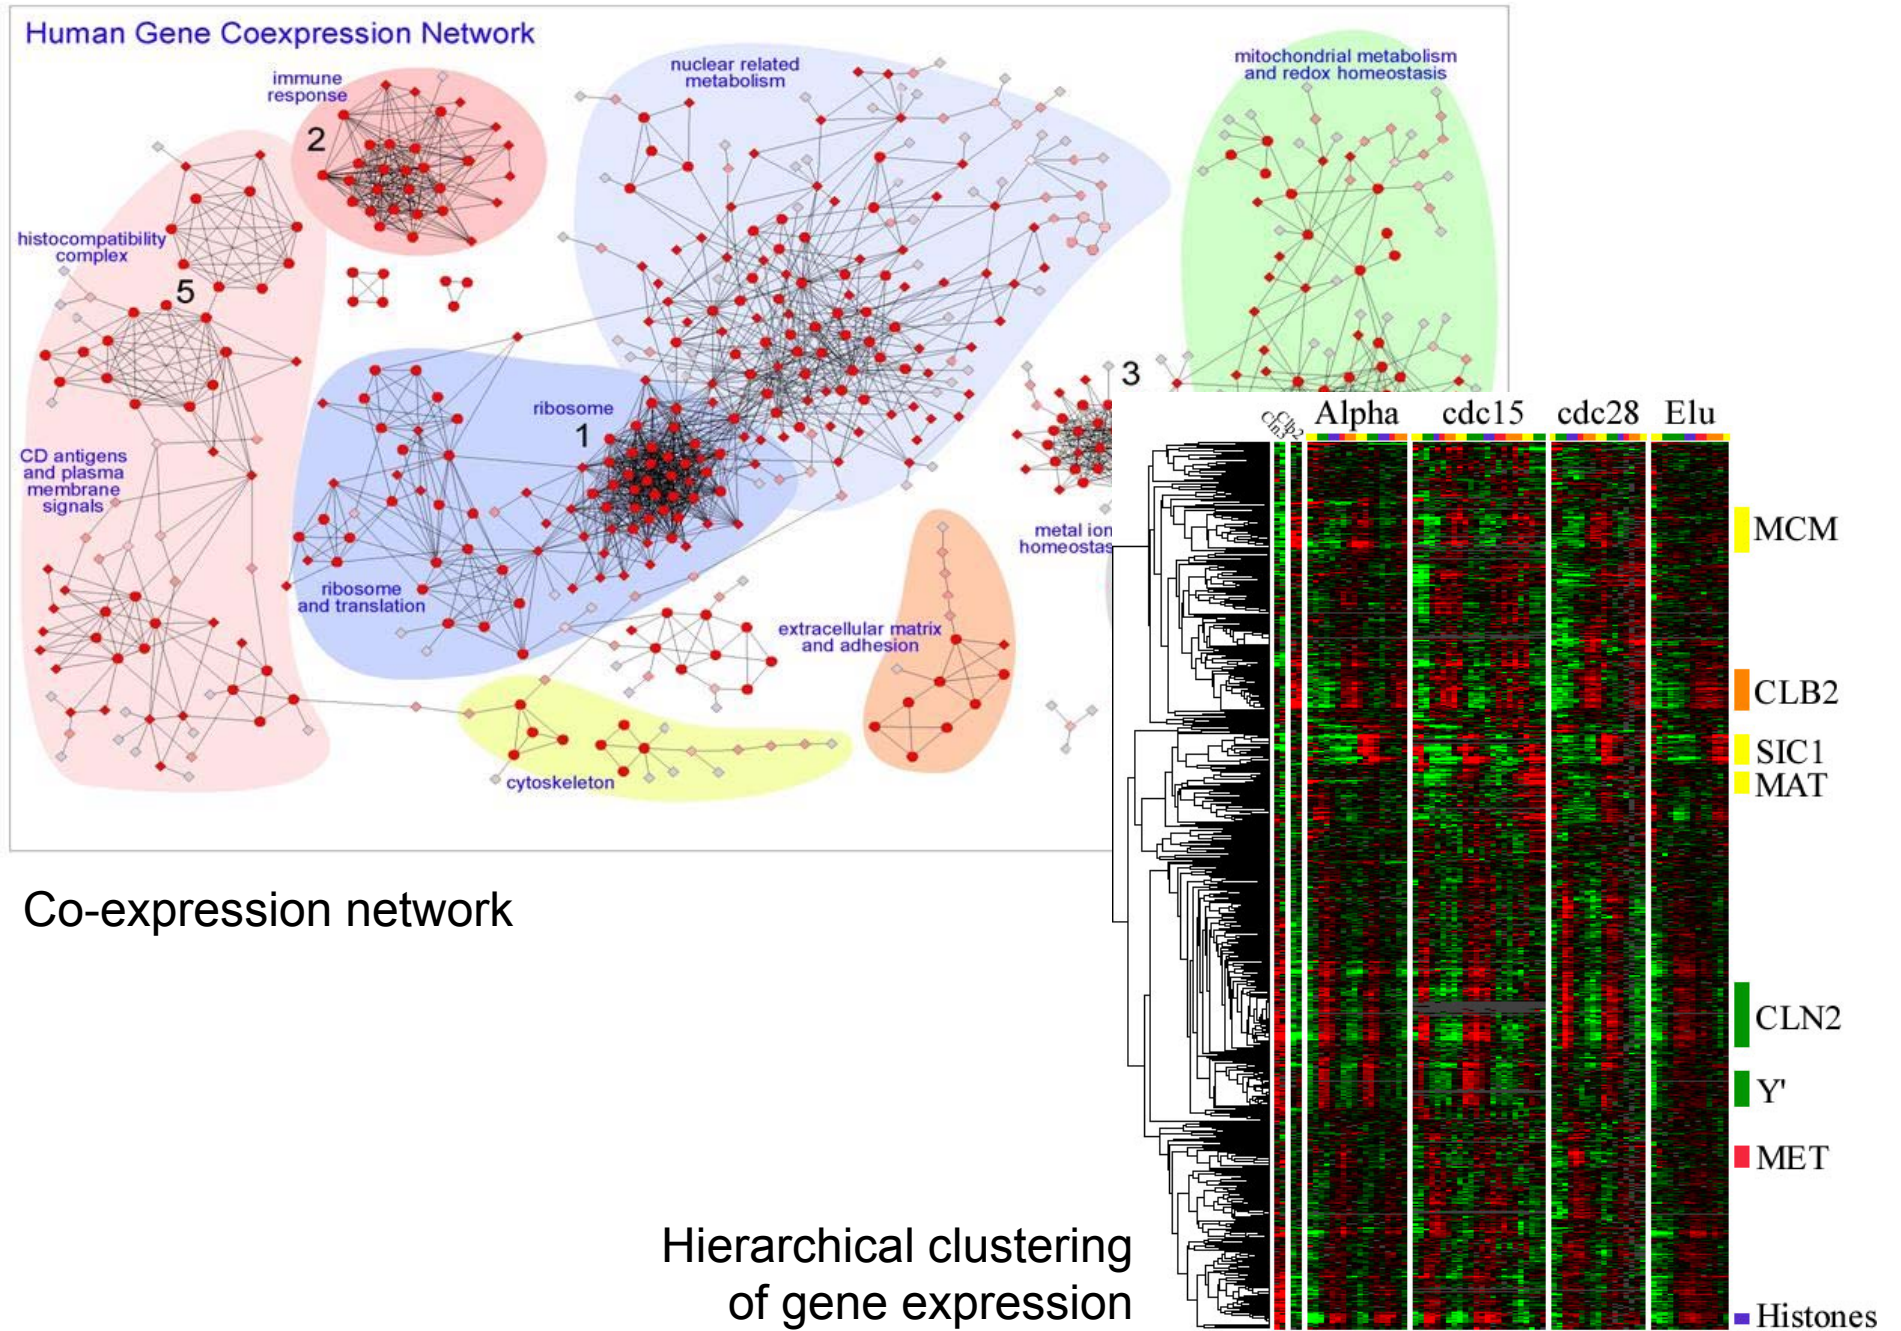 Human Gene Coexpression Network
immune
response
2
nuclear related
metabolism
mitochondrial metabolism
and redox homeostasis
histocompatibility
complex
5
3
ribosome
1
CD antigens
and plasma
membrane
signals
metal ion
homeostas
ribosome
and translation
extracellular matrix
and adhesion
cytoskeleton
Co-expression network
Cln3
Clb2
Alpha
cdc15
cdc28
Elu
MCM
CLB2
SIC1
MAT
CLN2
Y'
MET
Histones
Hierarchical clustering
of gene expression